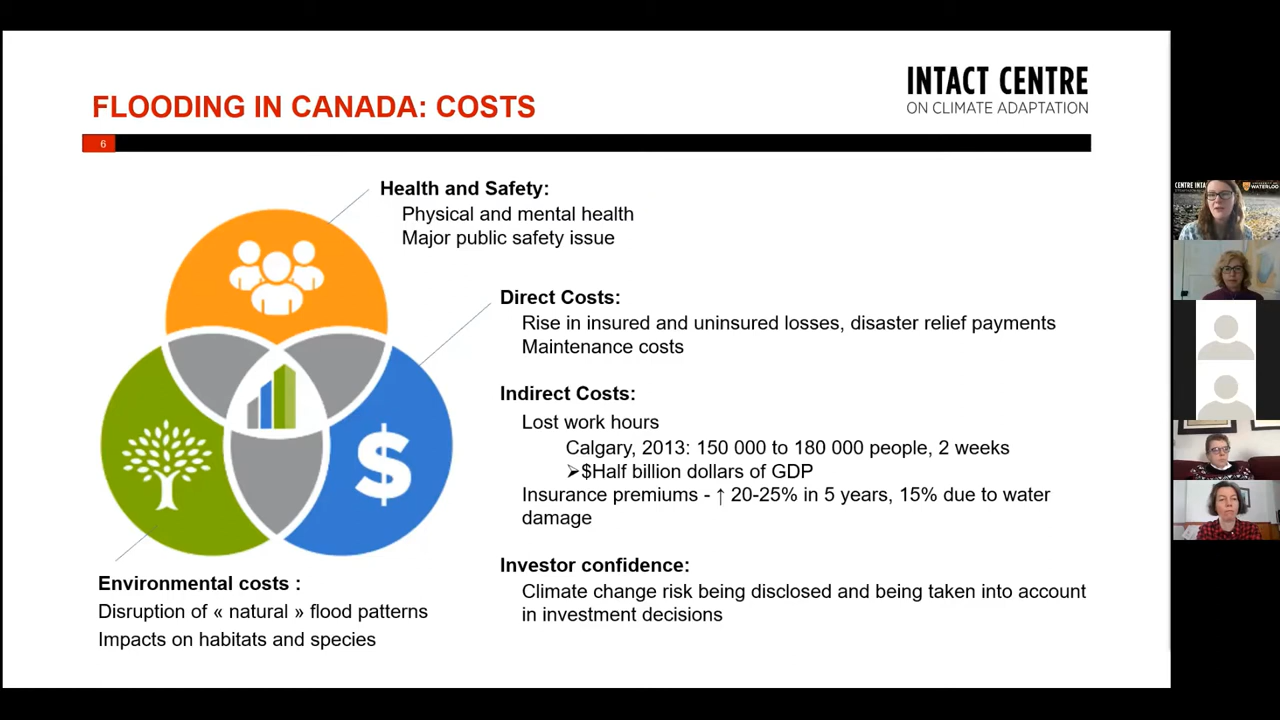 INTACT CENTRE
ON CLIMATE ADAPTATION
FLOODING IN CANADA: COSTS
6
Health and Safety:
Physical and mental health
Major public safety issue
Direct Costs:
Rise in insured and uninsured losses, disaster relief payments
Maintenance costs
Indirect Costs:
Lost work hours
Calgary, 2013: 150 000 to 180 000 people, 2 weeks
➢$Half billion dollars of GDP
Insurance premiums - ↑ 20-25% in 5 years, 15% due to water
damage
Investor confidence:
Climate change risk being disclosed and being taken into account
in investment decisions
$
Environmental costs :
Disruption of « natural » flood patterns
Impacts on habitats and species
CENTRE INTA
WATERLOO